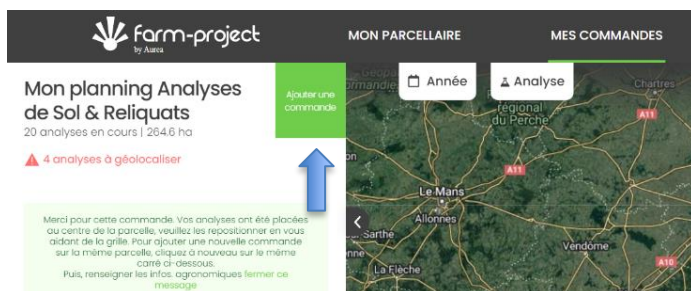 farm-project
by Aurea
MON PARCELLAIRE
MES COMMANDES
Mon planning Analyses
de Sol & Reliquats
20 analyses en cours | 264.6 ha
4 analyses à géolocaliser
Ajouter une
commande
Merci pour cette commande. Vos analyses ont été placées
au centre de la parcelle, veuillez les repositionner en vous
aidant de la grille. Pour ajouter une nouvelle commande
sur la même parcelle, cliquez à nouveau sur le même
carré ci-dessous.
Puis, renseigner les infos. agronomiques fermer ce
message
Année
Analyse
Chartres
régional
du Perche
A11
A11
Le Mans
Allonnes
Sarthe
Vendôme
La Flèche
A10